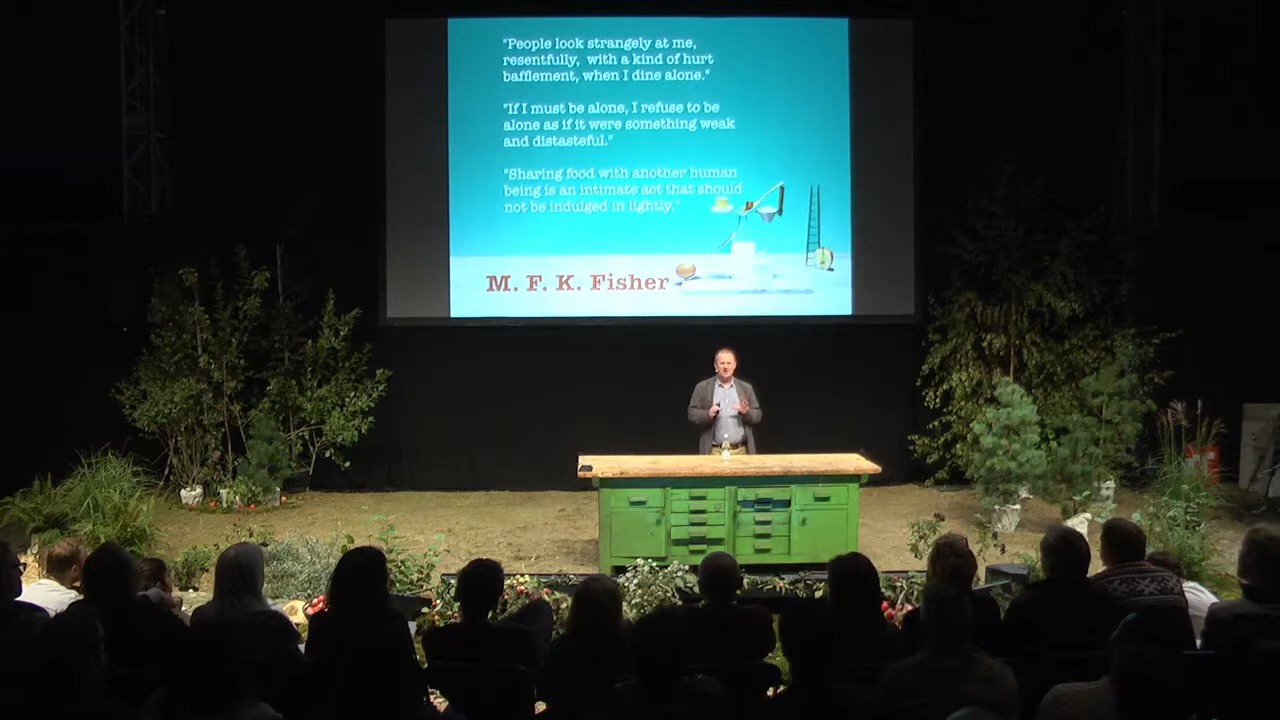 "People look strangely at me,
resentfully, with a kind of hurt
bafflement, when I dine alone."
"If I must be alone, I refuse to be
alone as if it were something weak
and distasteful."
"Sharing food with another human
being is an intimate act that should
not be indulged in lightly."
M. F. K. Fisher